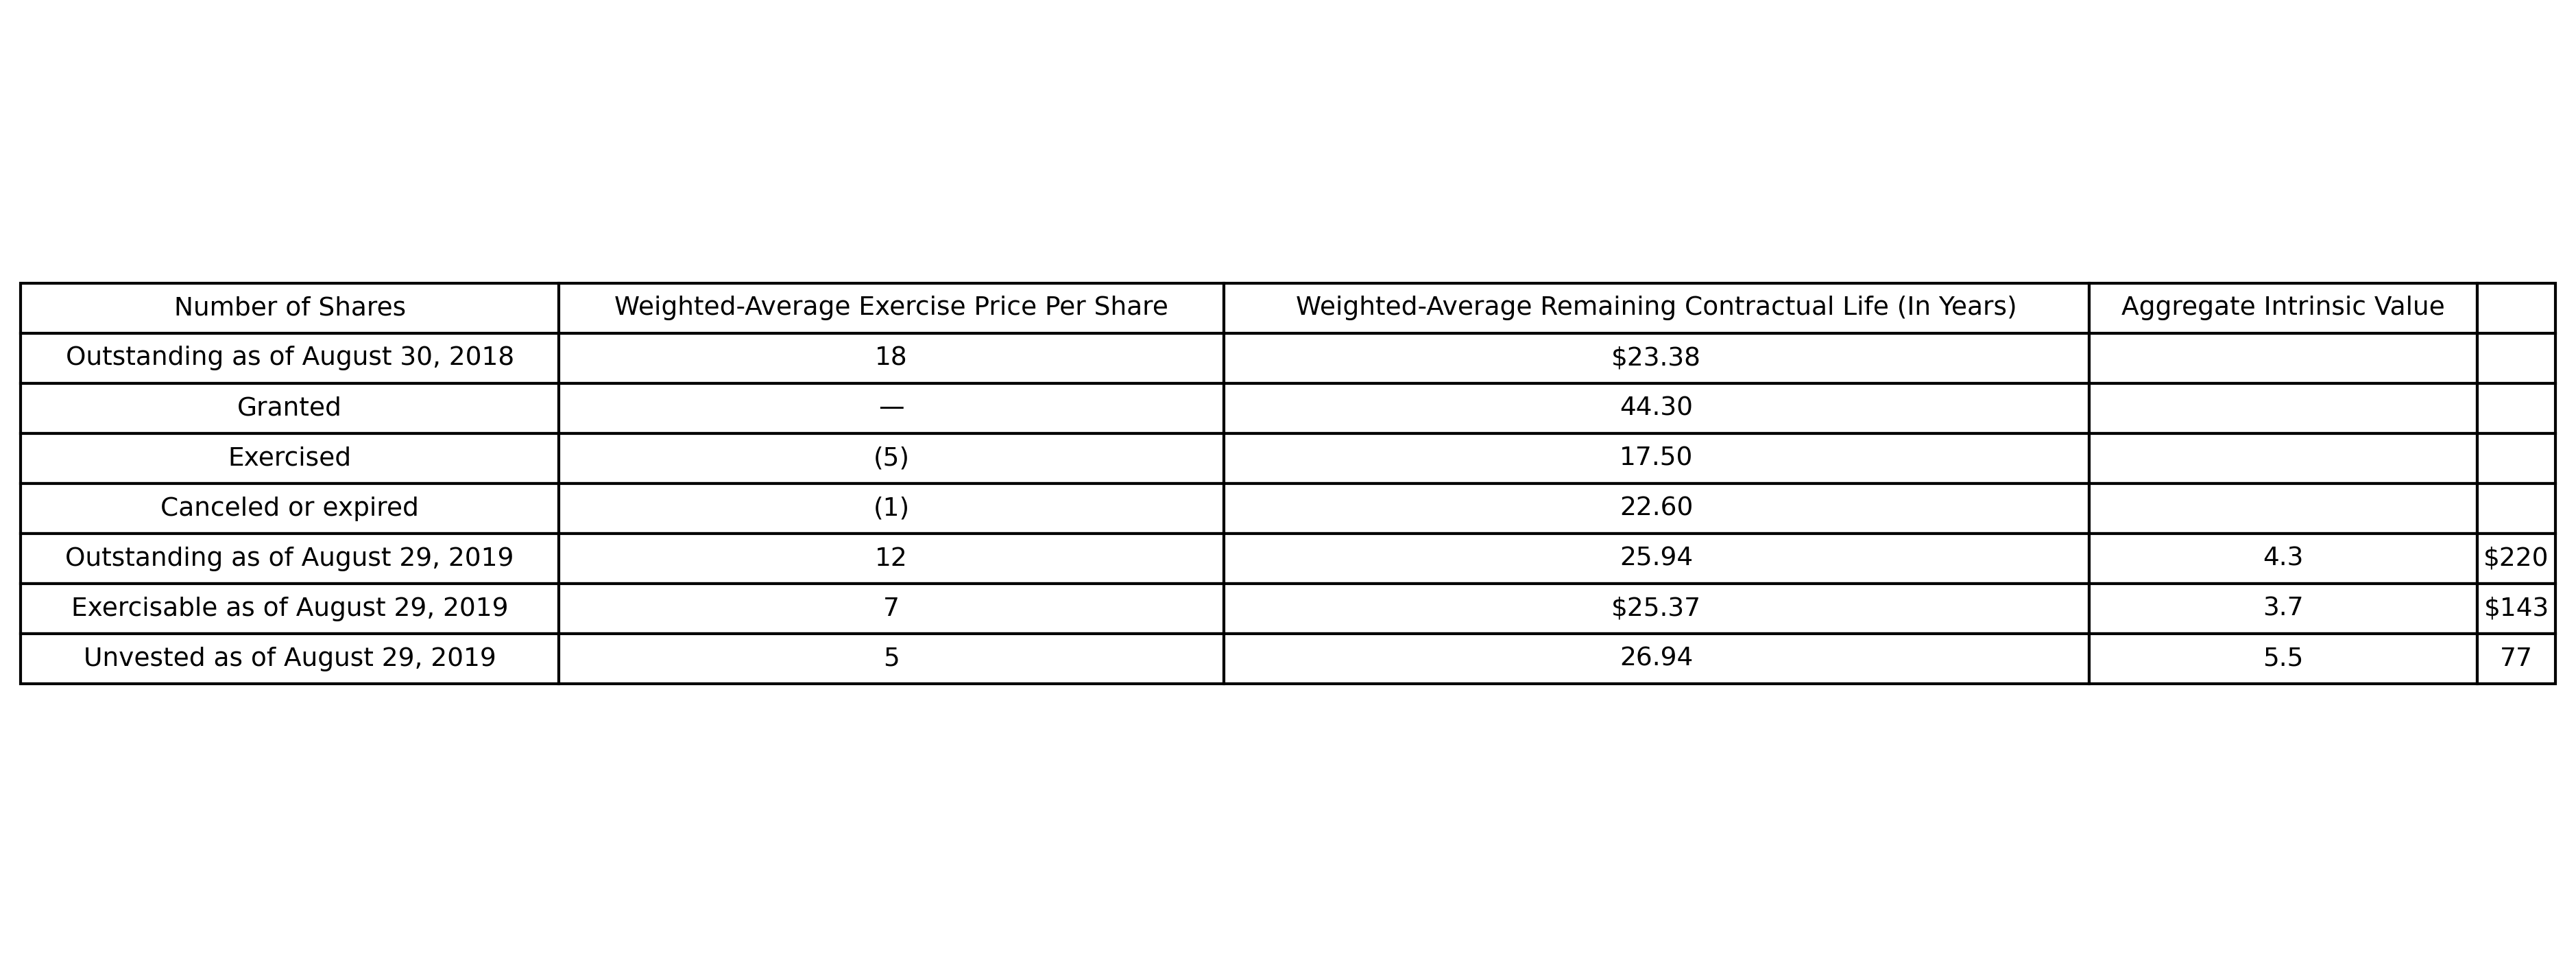 Number of Shares Weighted-Average Exercise Price Per Share Weighted-Average Remaining Contractual Life (In Years) Aggregate Intrinsic Value
Outstanding as of August 30, 2018 18 $23.38
Granted — 44.30
Exercised (5) 17.50
Canceled or expired (1) 22.60
Outstanding as of August 29, 2019 12 25.94 4.3 $220
Exercisable as of August 29, 2019 7 $25.37 3.7 $143
Unvested as of August 29, 2019 5 26.94 5.5 77